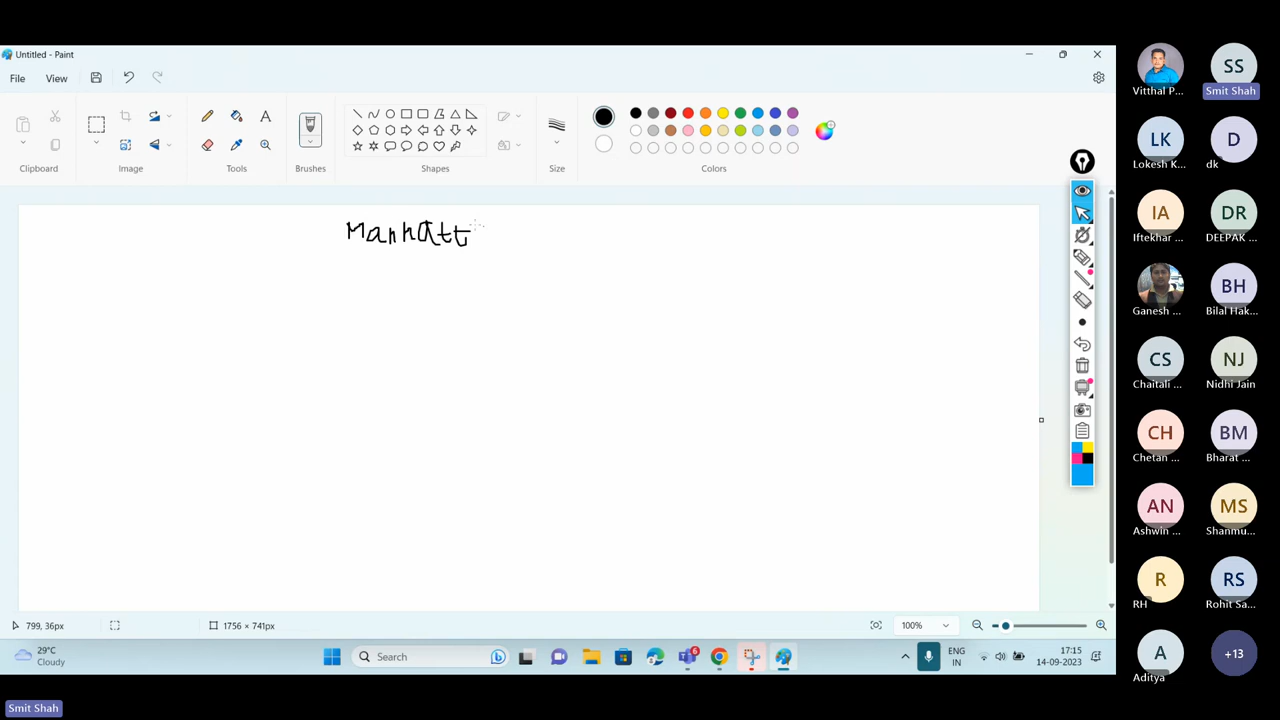 Untitled - Paint
File View
Clipboard Image Tools Brushes Shapes Size Colors
Manhatt
799, 36px 1756 × 741px 100%
29°C
Cloudy
Search
6
ENG
IN
17:15
14-09-2023
Vitthal P...
SS
Smit Shah
LK
Lokesh K...
D
dk
IA
Iftekhar ...
DR
DEEPAK ...
Ganesh ...
BH
Bilal Hak...
CS
Chaitali ...
NJ
Nidhi Jain
CH
Chetan ...
BM
Bharat ...
AN
Ashwin ...
MS
Shanmu...
R
RH
RS
Rohit Sa...
A
Aditya
+13
Smit Shah